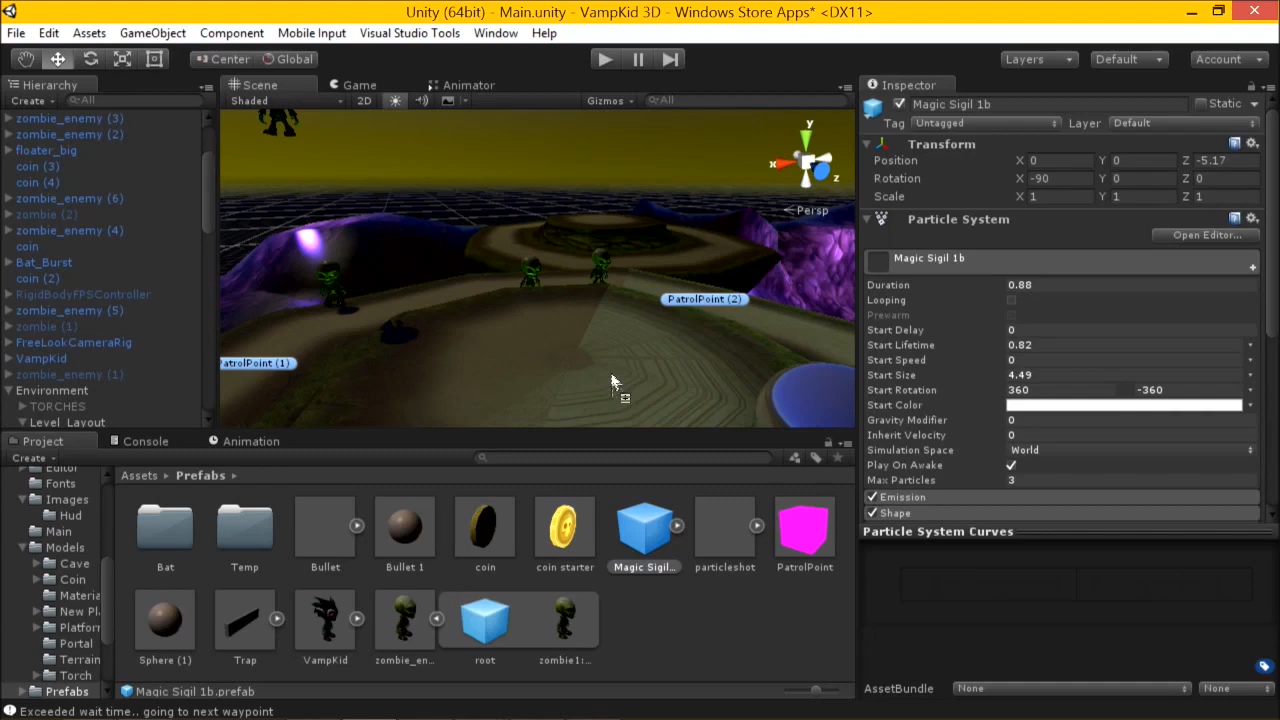 Unity (64bit) - Main.unity - VampKid 3D - Windows Store Apps* <DX11>
File Edit Assets GameObject Component Mobile Input Visual Studio Tools Window Help
Center Global Layers Default Account
Hierarchy
Create All
zombie_enemy (3)
zombie_enemy (2)
floater_big
coin (3)
coin (4)
zombie_enemy (6)
zombie (2)
zombie_enemy (4)
coin
Bat_Burst
coin (2)
RigidBodyFPSController
zombie_enemy (5)
zombie (1)
FreeLookCameraRig
VampKid
zombie_enemy (1)
Environment
TORCHES
Level Layout
Scene Game Animator
Shaded 2D Gizmos All
y
x
z
Persp
PatrolPoint (2)
PatrolPoint (1)
Inspector
Magic Sigil 1b Static
Tag Untagged Layer Default
Transform
Position X 0 Y 0 Z -5.17
Rotation X -90 Y 0 Z 0
Scale X 1 Y 1 Z 1
Particle System
Open Editor...
Magic Sigil 1b
Duration 0.88
Looping
Prewarm
Start Delay 0
Start Lifetime 0.82
Start Speed 0
Start Size 4.49
Start Rotation 360 -360
Start Color
Gravity Modifier 0
Inherit Velocity 0
Simulation Space World
Play On Awake
Max Particles 3
Emission
Shape
Particle System Curves
AssetBundle None None
Project Console Animation
Create
Editor
Fonts
Images
Hud
Main
Models
Cave
Coin
Materia
New Pl
Platfor
Portal
Terrain
Torch
Prefabs
Assets Prefabs
Bat Temp Bullet Bullet 1 coin coin starter Magic Sigil... particleshot PatrolPoint
Sphere (1) Trap VampKid zombie_en... root zombie1:...
Magic Sigil 1b.prefab
Exceeded wait time.. going to next waypoint